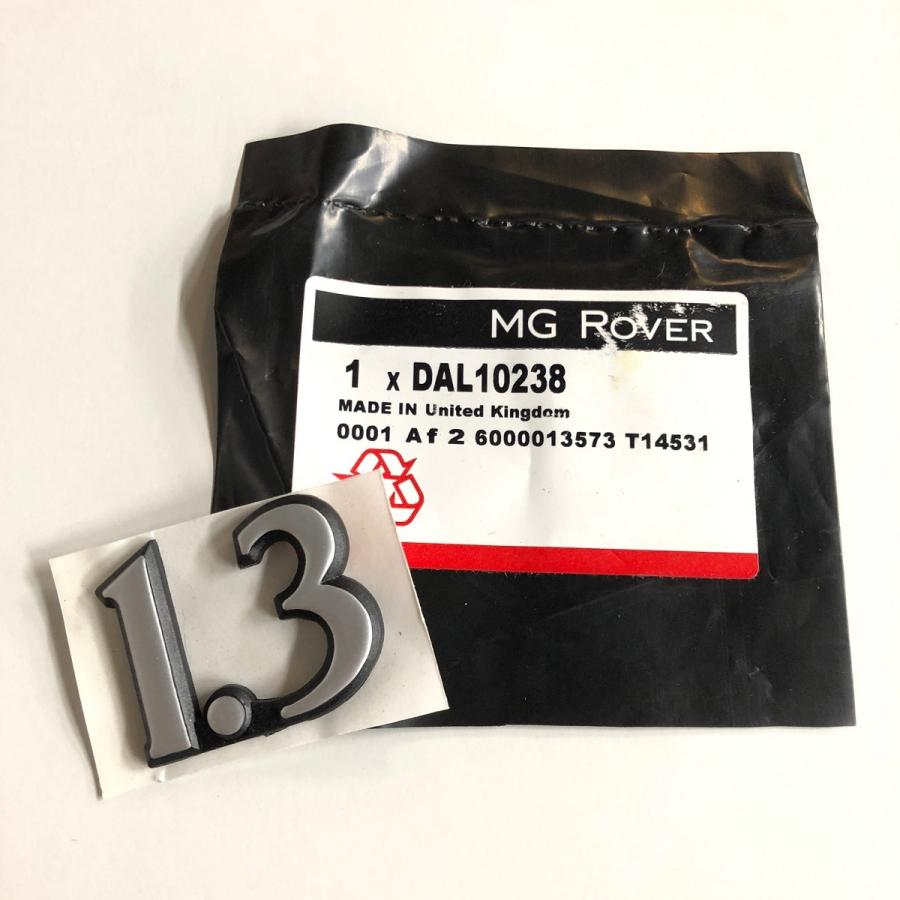 MG ROVER
1 x DAL10238
MADE IN United Kingdom
0001 Af 2 6000013573 T14531
1.3